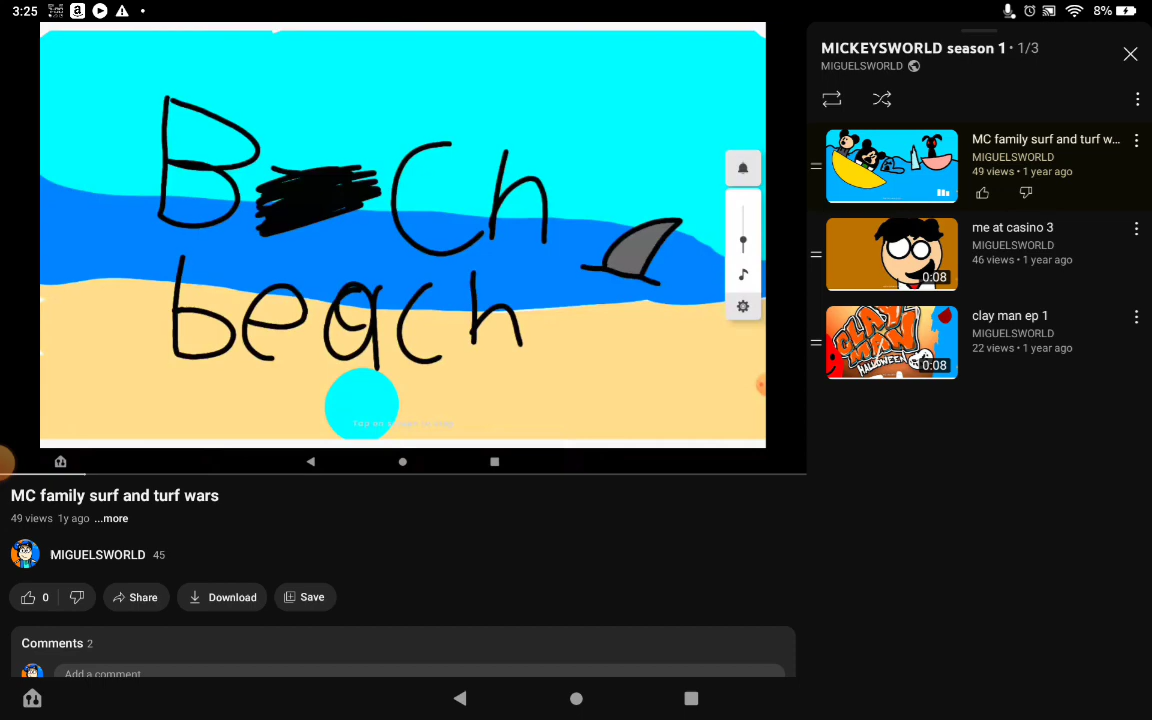 3:25
8%
B Ch
beach
MC family surf and turf wars
49 views 1y ago ...more
MIGUELSWORLD 45
0
Share
Download
Save
Comments 2
Add a comment
MICKEYSWORLD season 1 • 1/3
MIGUELSWORLD
MC family surf and turf w...
MIGUELSWORLD
49 views • 1 year ago
me at casino 3
MIGUELSWORLD
46 views • 1 year ago
0:08
clay man ep 1
MIGUELSWORLD
22 views • 1 year ago
CLAY
MAN
HALLOWEEN
0:08